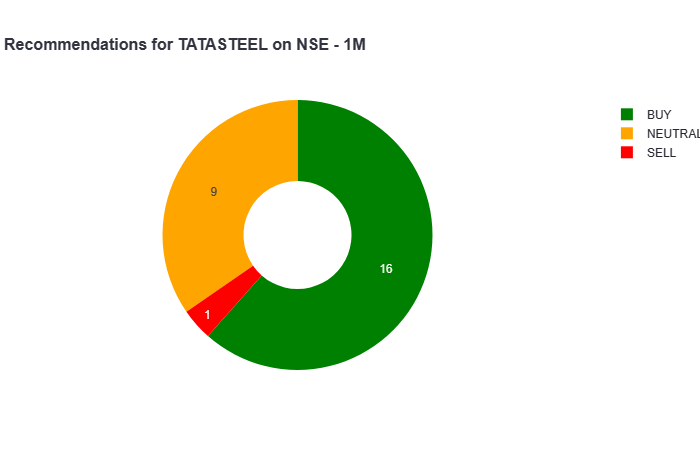 Recommendations for TATASTEEL on NSE - 1M
BUY
NEUTRAL
SELL
9
16
1